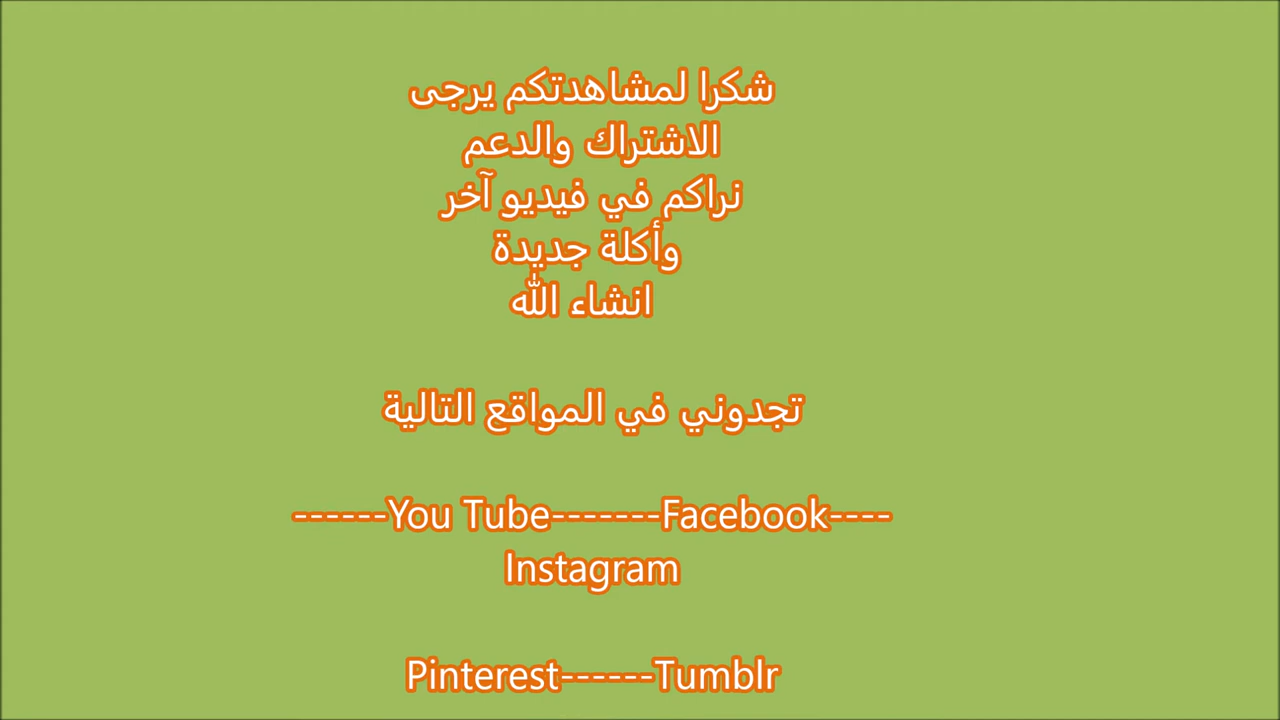 شكرا لمشاهدتكم يرجى
الاشتراك والدعم
نراكم في فيديو آخر
وأكلة جديدة
انشاء الله
تجدوني في المواقع التالية
------You Tube-------Facebook----
Instagram
Pinterest------Tumblr